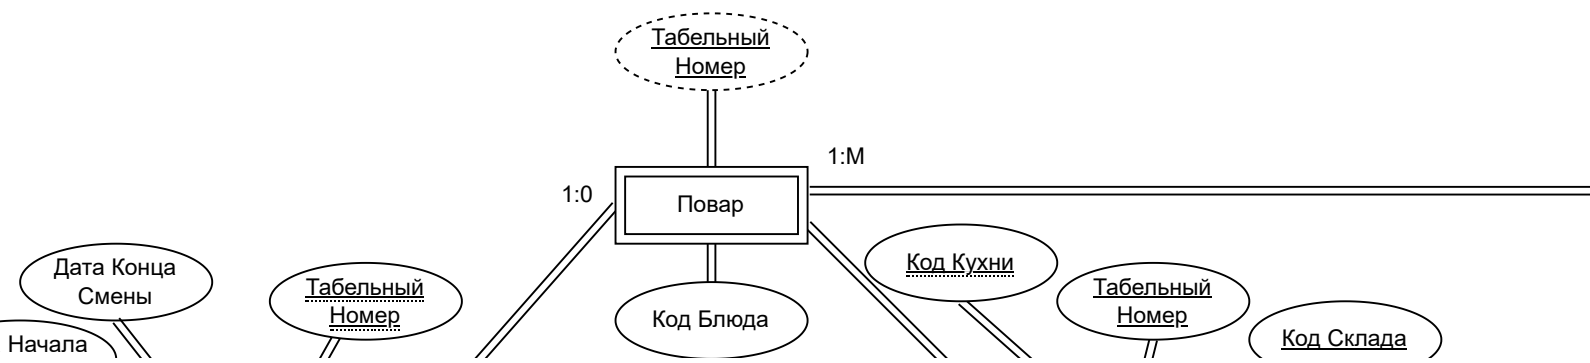 Табельный
Номер
1:М
1:0
Повар
Дата Конца
Смены
Табельный
Номер
Код Кухни
Табельный
Номер
Код Блюда
Код Склада
Начала